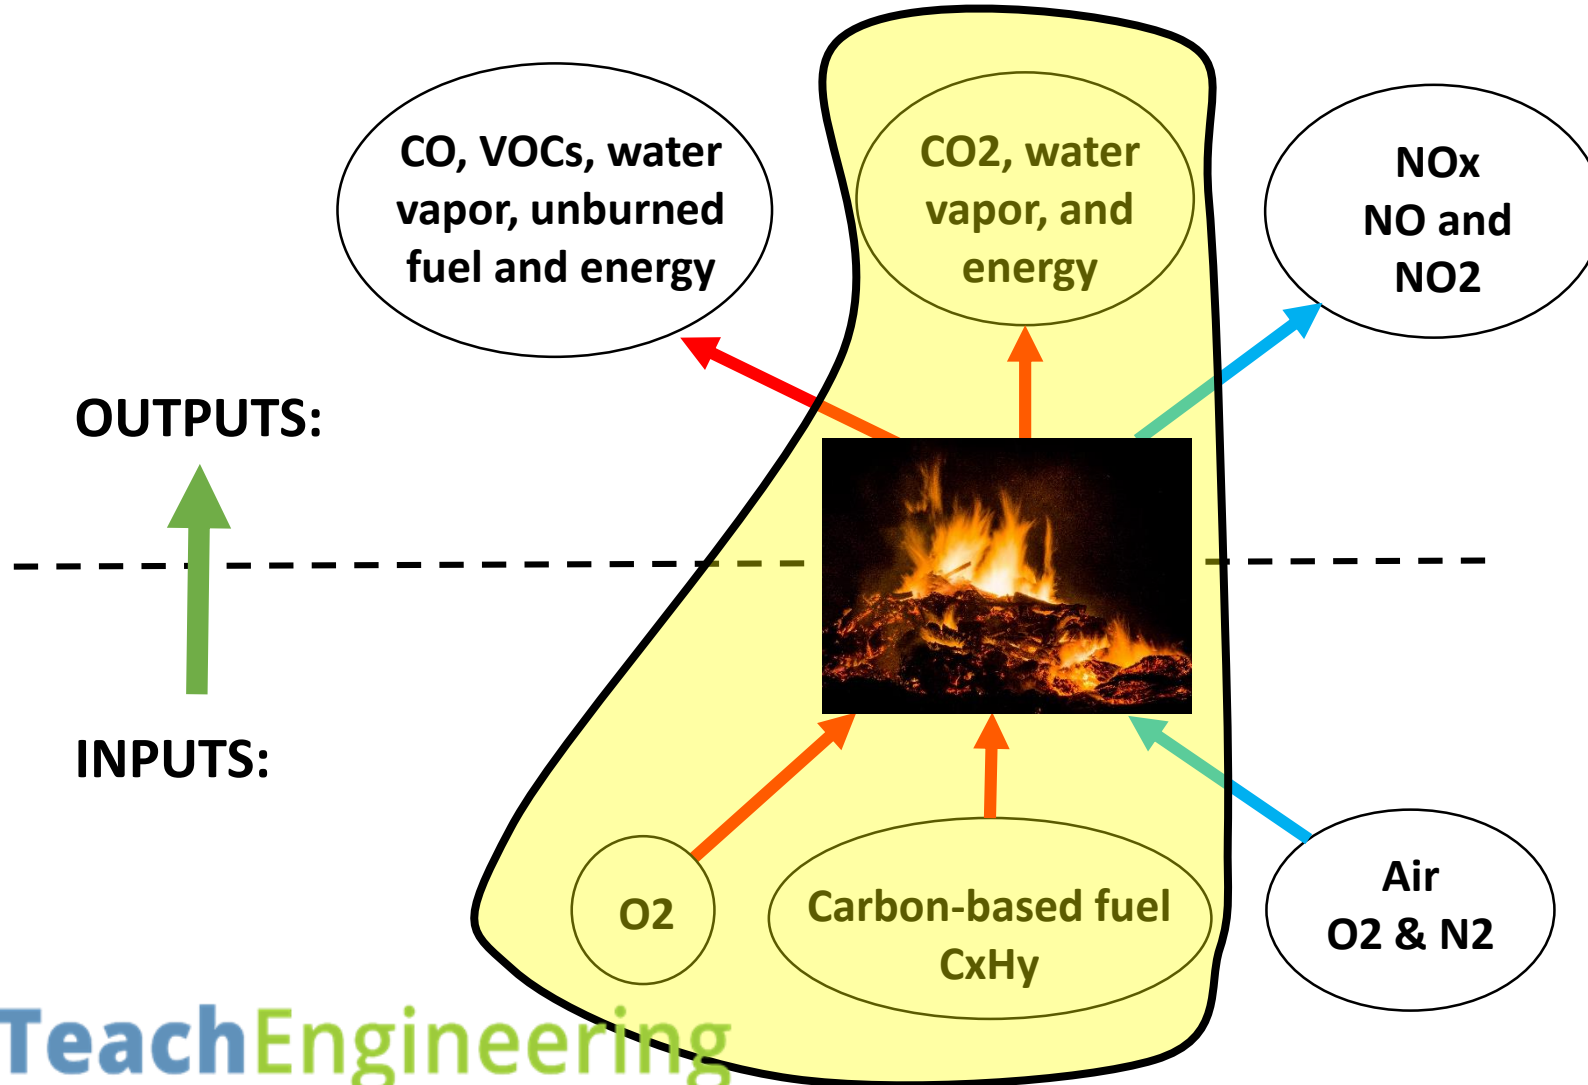 CO, VOCs, water
vapor, unburned
fuel and energy
CO2, water
vapor, and
energy
NOx
NO and
NO2
OUTPUTS:
INPUTS:
O2
Carbon-based fuel
CxHy
Air
O2 & N2
TeachEngineering